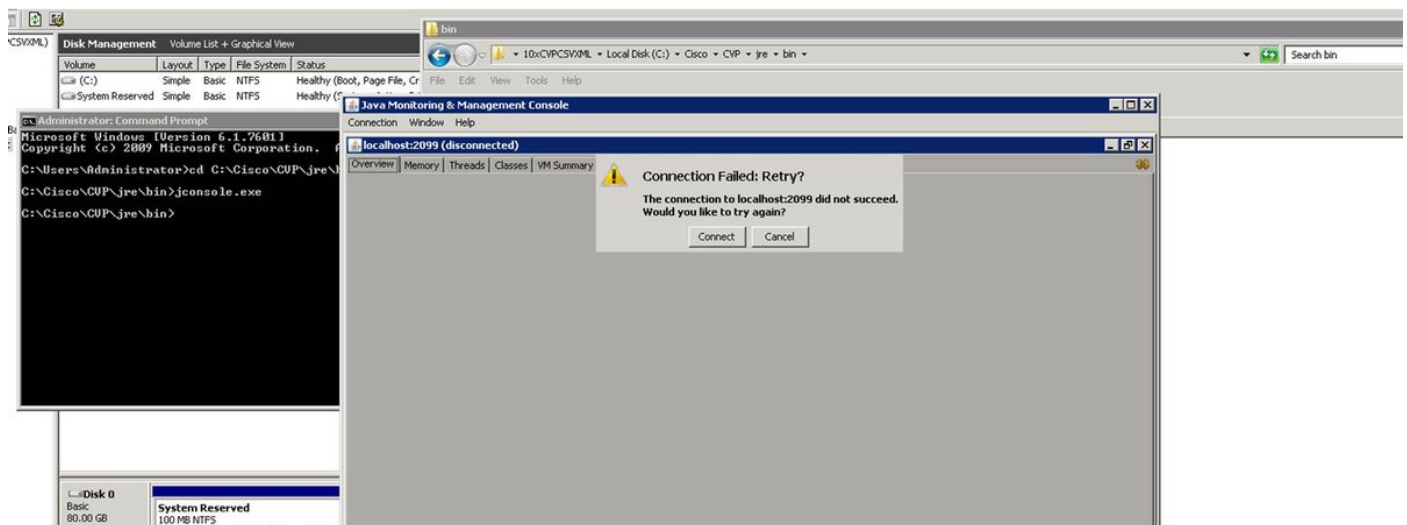 CSVXML)
Disk Management Volume List + Graphical View
Volume Layout Type File System Status
(C:) Simple Basic NTFS Healthy (Boot, Page File, Cr
System Reserved Simple Basic NTFS Healthy (S
bin
10xCVPCSVXML Local Disk (C:) Cisco CVP jre bin
Search bin
File Edit View Tools Help
Administrator: Command Prompt
Microsoft Windows [Version 6.1.7601]
Copyright (c) 2009 Microsoft Corporation.
C:\Users\Administrator>cd C:\Cisco\CVP\jre\b
C:\Cisco\CVP\jre\bin>jconsole.exe
C:\Cisco\CVP\jre\bin>
Java Monitoring & Management Console
Connection Window Help
localhost:2099 (disconnected)
Overview Memory Threads Classes VM Summary
Connection Failed: Retry?
The connection to localhost:2099 did not succeed.
Would you like to try again?
Connect Cancel
Disk 0
Basic
80.00 GB
System Reserved
100 MB NTFS